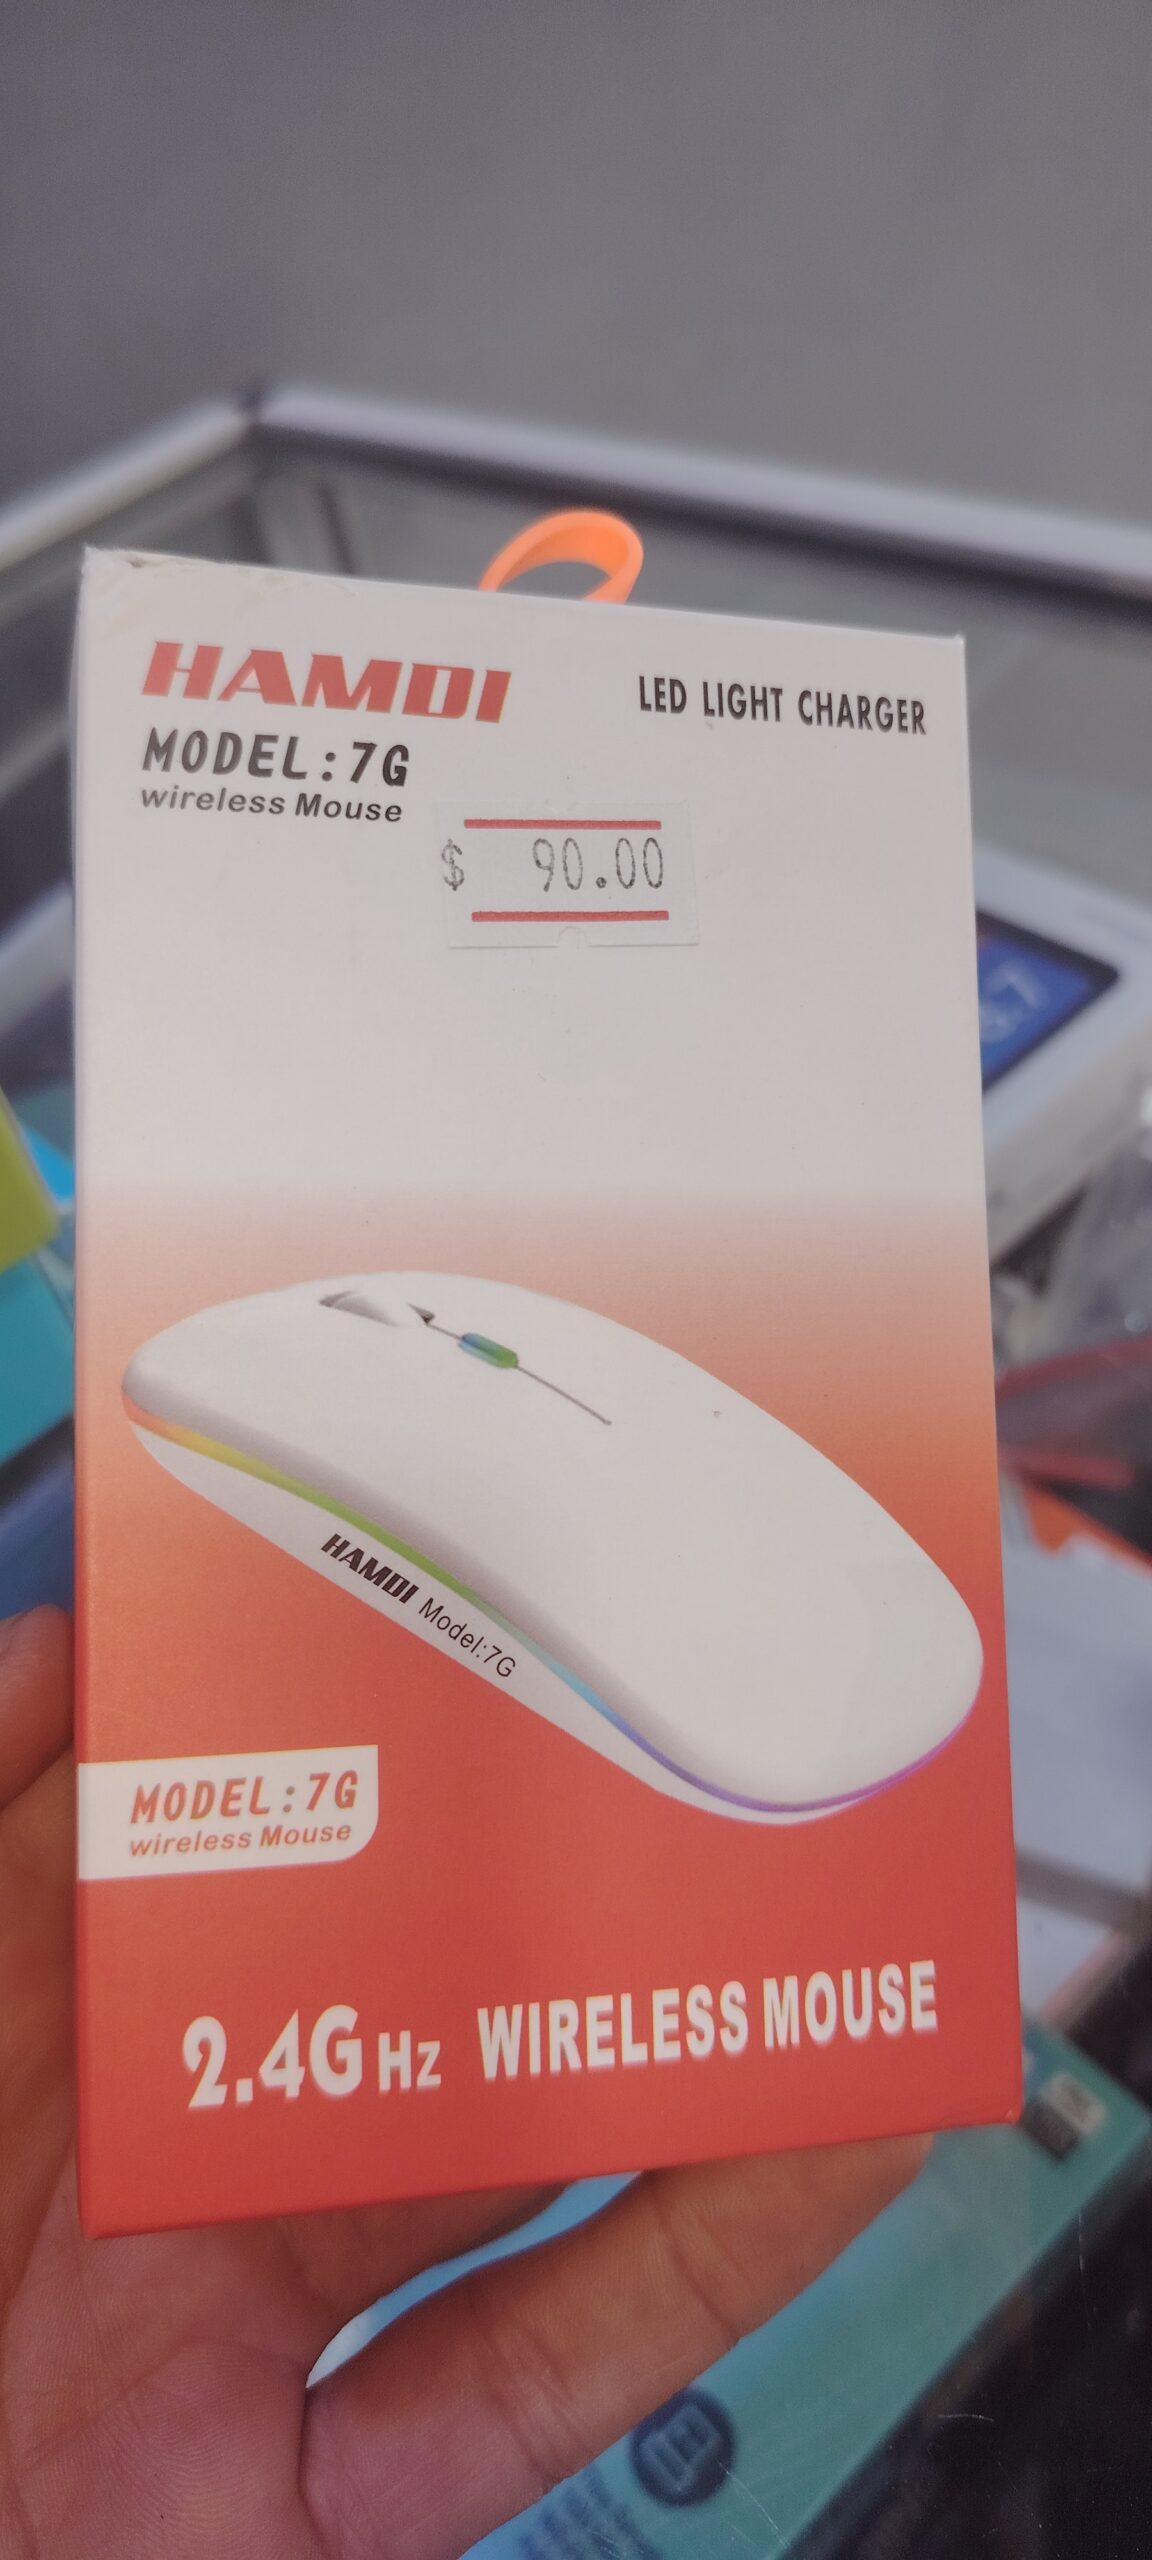 HAMDI
LED LIGHT CHARGER
MODEL:7G
wireless Mouse
$ 90.00
HAMDI Model:7G
MODEL:7G
wireless Mouse
2.4GHz WIRELESS MOUSE